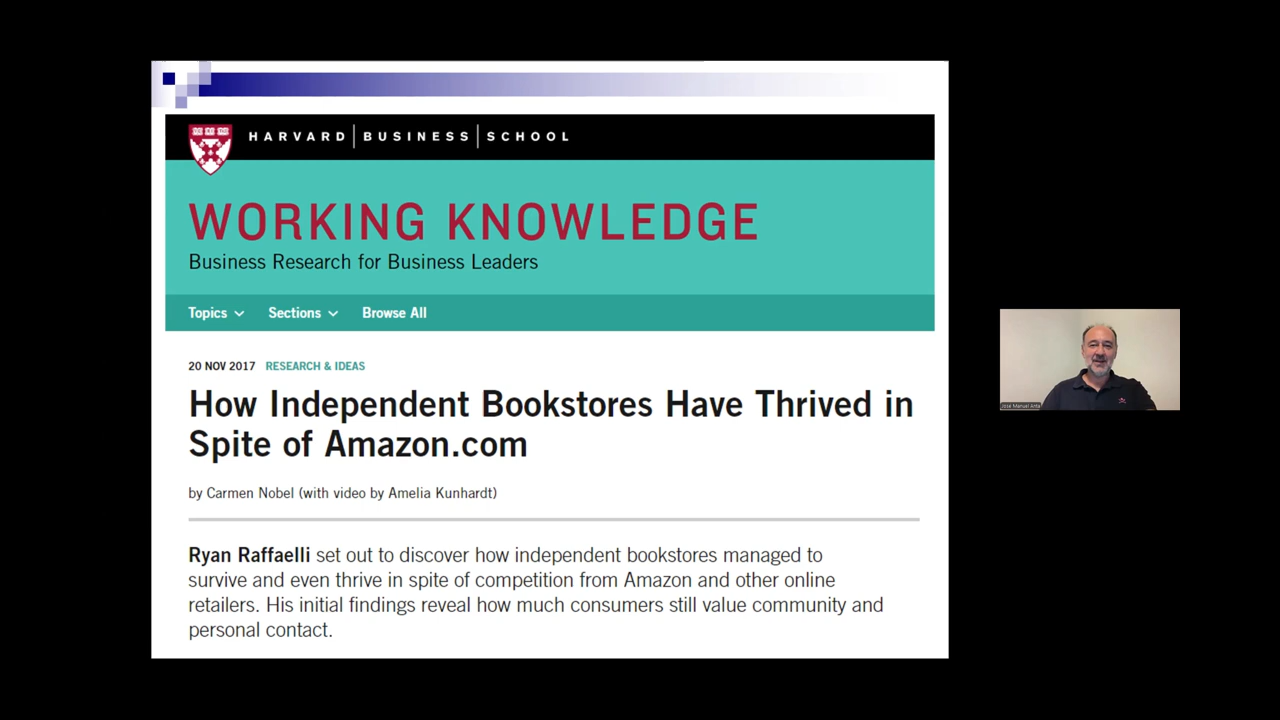 HARVARD | BUSINESS | SCHOOL
WORKING KNOWLEDGE
Business Research for Business Leaders
Topics Sections Browse All
20 NOV 2017 RESEARCH & IDEAS
How Independent Bookstores Have Thrived in
Spite of Amazon.com
by Carmen Nobel (with video by Amelia Kunhardt)
Ryan Raffaelli set out to discover how independent bookstores managed to
survive and even thrive in spite of competition from Amazon and other online
retailers. His initial findings reveal how much consumers still value community and
personal contact.
José Manuel